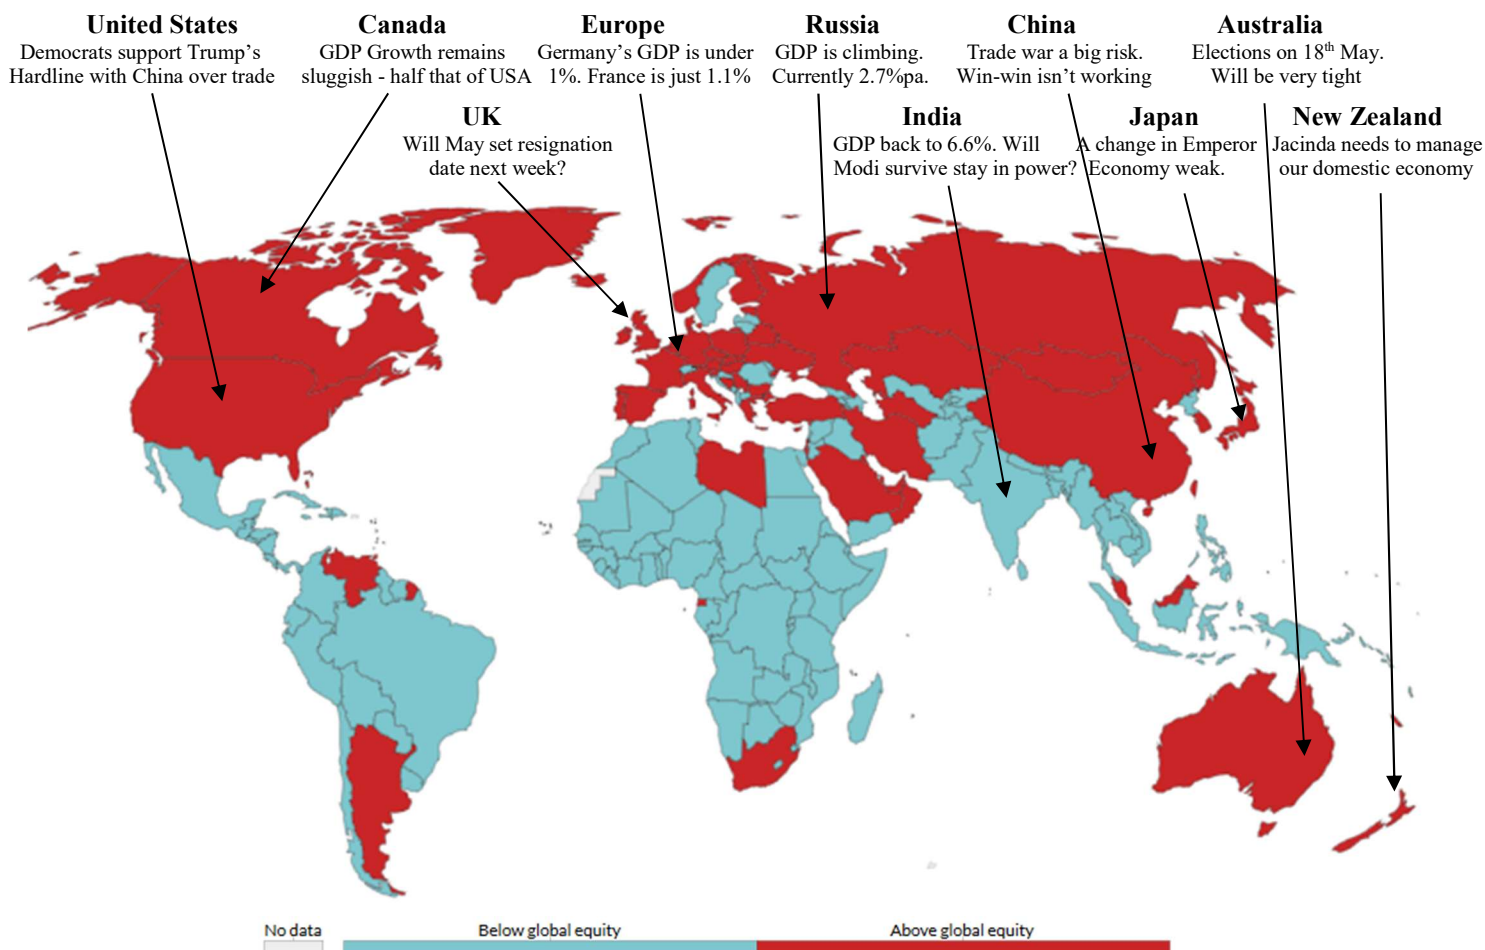 United States
Democrats support Trump's
Hardline with China over trade
Canada
GDP Growth remains
sluggish - half that of USA
Europe
Germany's GDP is under
1%. France is just 1.1%
Russia
GDP is climbing.
Currently 2.7%pa.
China
Trade war a big risk.
Win-win isn't working
Australia
Elections on 18th May.
Will be very tight
UK
Will May set resignation
date next week?
India
GDP back to 6.6%. Will
Modi survive stay in power?
Japan
A change in Emperor
Economy weak.
New Zealand
Jacinda needs to manage
our domestic economy
No data
Below global equity
Above global equity